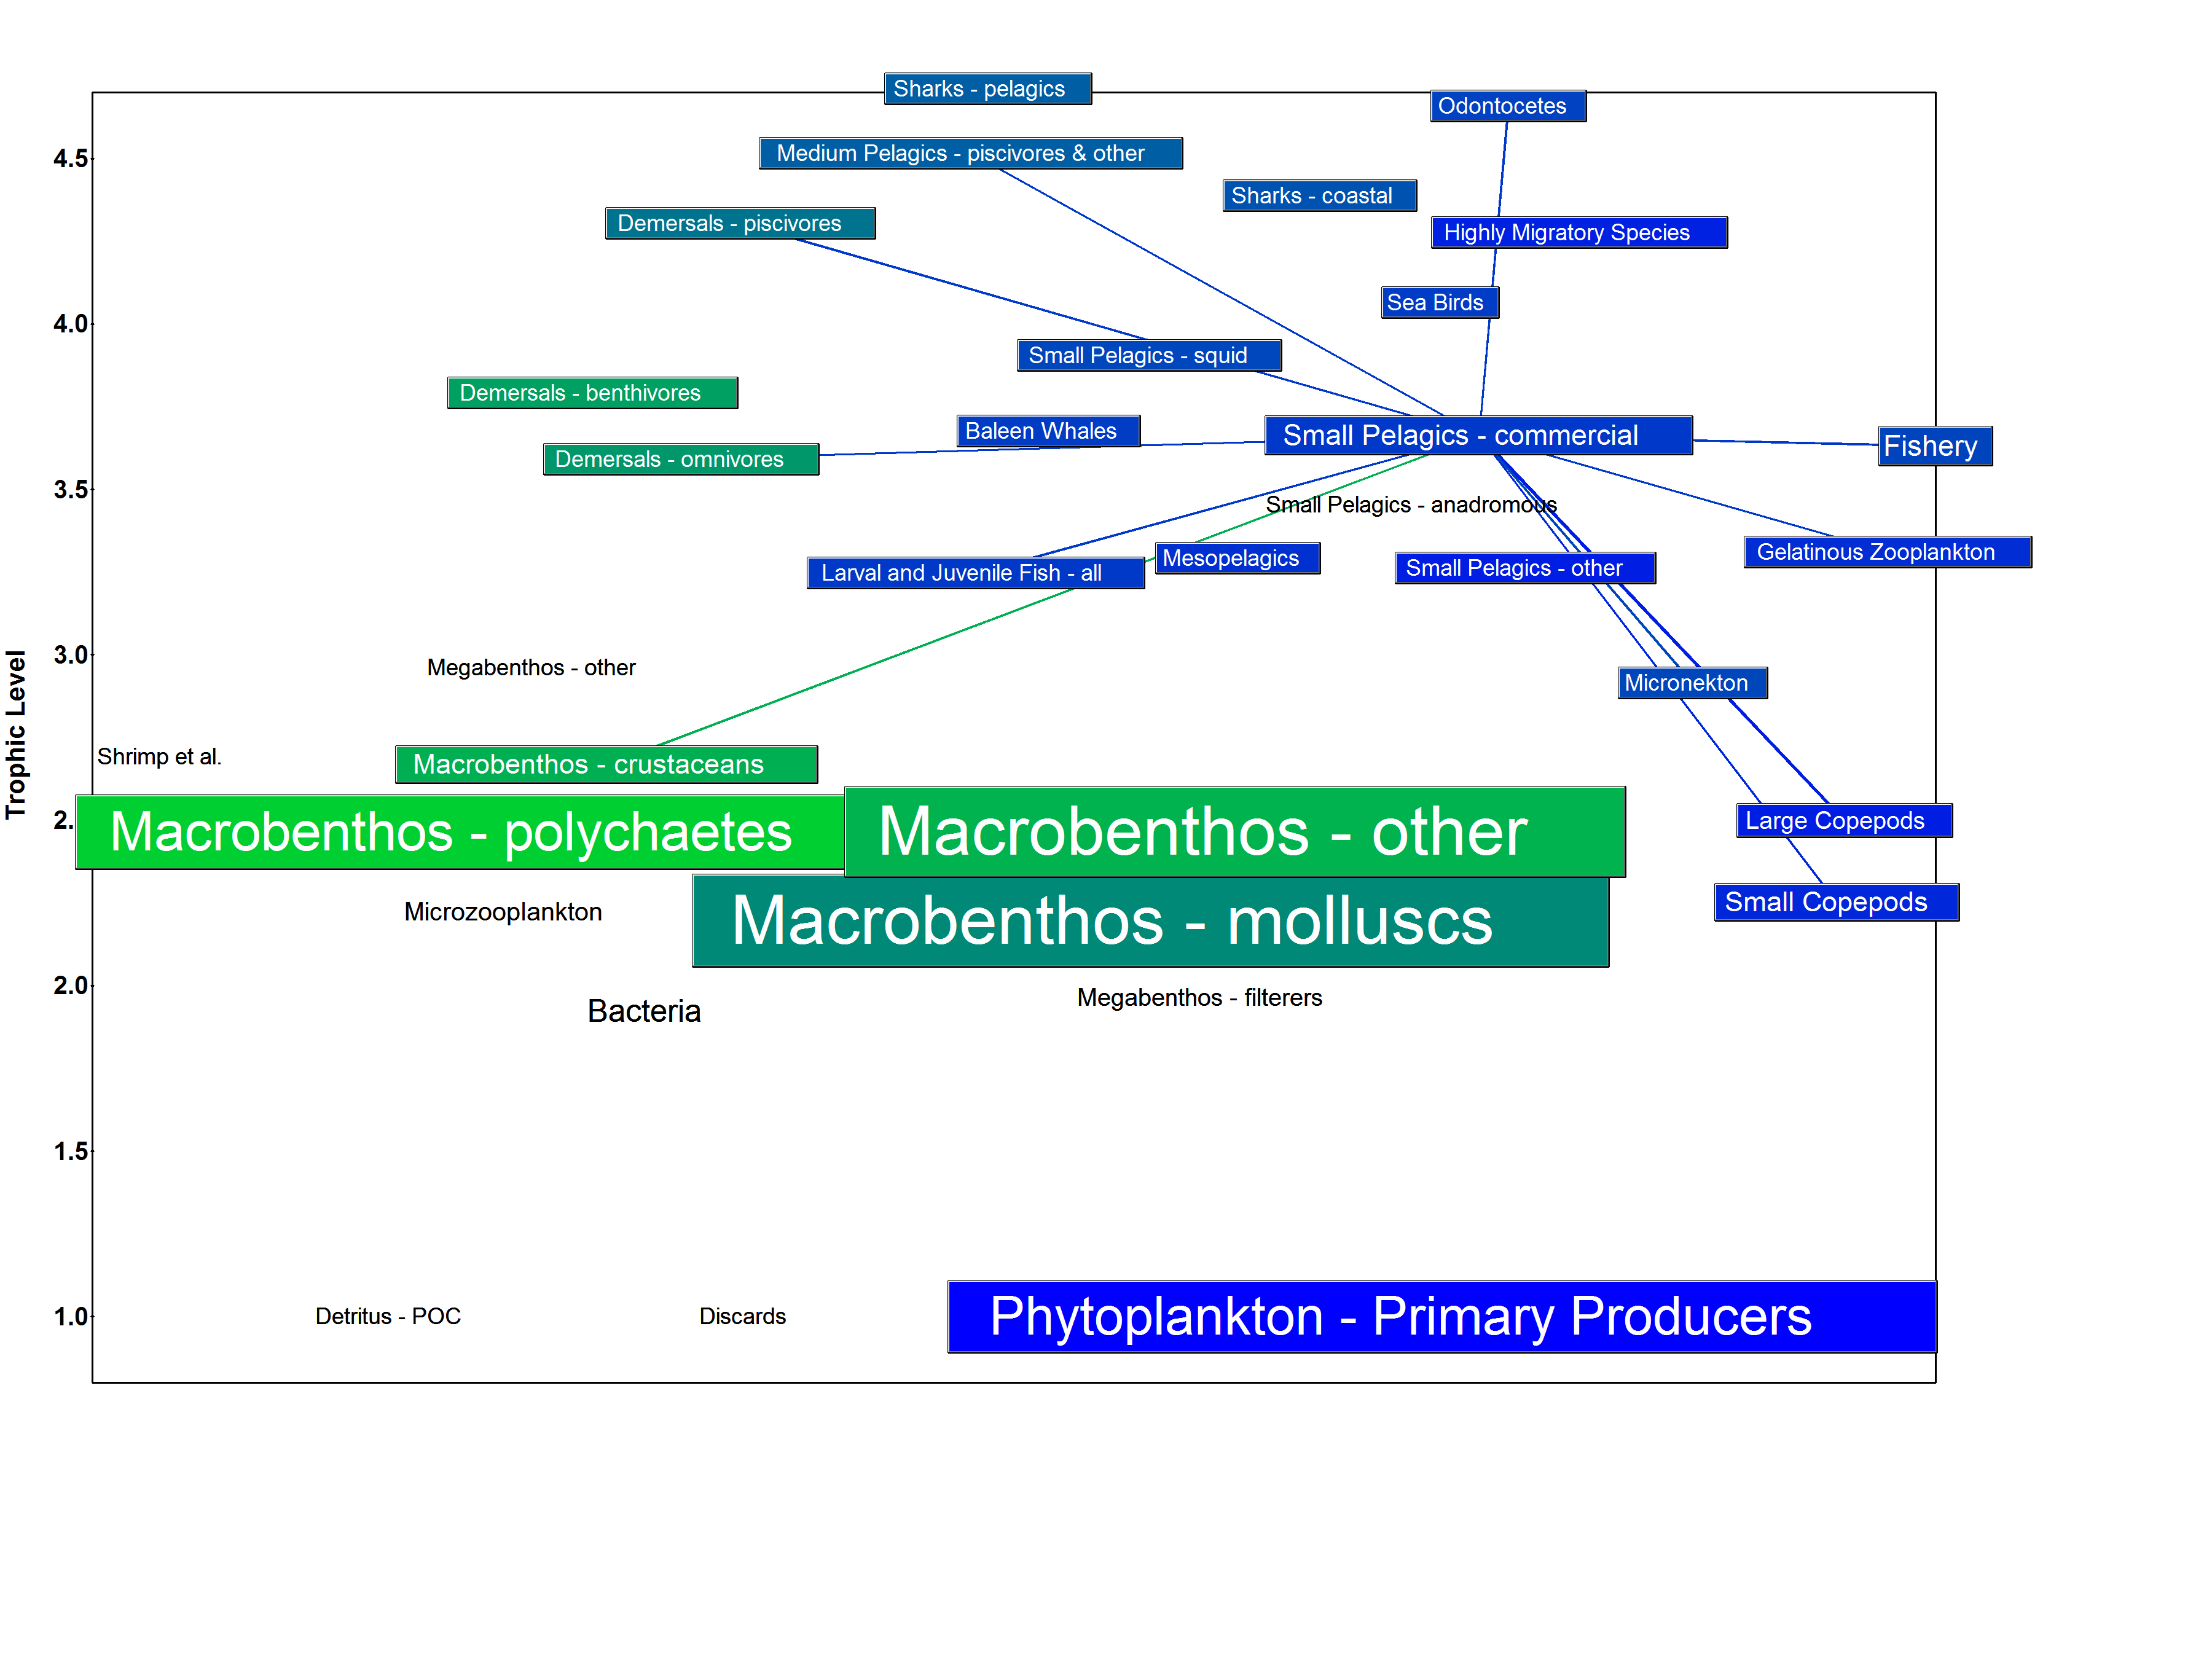 Sharks - pelagics
Odontocetes
Medium Pelagics - piscivores & other
4.5
Sharks - coastal
Demersals - piscivores
Highly Migratory Species
Sea Birds
4.0
Small Pelagics - squid
Demersals - benthivores
Baleen Whales
Small Pelagics - commercial
Fishery
Demersals - omnivores
3.5
Small Pelagics - anadromous
Mesopelagics
Gelatinous Zooplankton
Larval and Juvenile Fish - all
Small Pelagics - other
3.0
Megabenthos - other
Micronekton
Trophic Level
Shrimp et al.
Macrobenthos - crustaceans
2.
Macrobenthos - polychaetes
Macrobenthos - other
Large Copepods
Small Copepods
Microzooplankton
Macrobenthos - molluscs
2.0
Megabenthos - filterers
Bacteria
1.5
1.0
Detritus - POC
Discards
Phytoplankton - Primary Producers